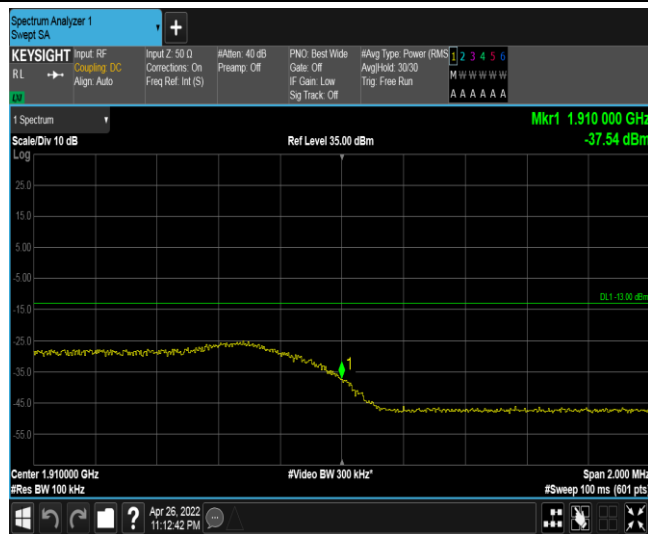 Spectrum Analyzer 1
Swept SA
+
KEYSIGHT Input: RF Input Z: 50 Ω #Atten: 40 dB PNO: Best Wide #Avg Type: Power (RMS 1 2 3 4 5 6
RL Coupling: DC Corrections: On Preamp: Off Gate: Off Avg|Hold: 30/30 M W W W W W
Align: Auto Freq Ref: Int (S) IF Gain: Low Trig: Free Run
Sig Track: Off A A A A A A
1 Spectrum Mkr1 1.910 000 GHz
Scale/Div 10 dB Ref Level 35.00 dBm -37.54 dBm
Log
25.0
15.0
5.00
-5.00
DL1 -13.00 dBm
-15.0
-25.0
1
-35.0
-45.0
-55.0
Center 1.910000 GHz #Video BW 300 kHz* Span 2.000 MHz
#Res BW 100 kHz #Sweep 100 ms (601 pts)
? Apr 26, 2022
11:12:42 PM